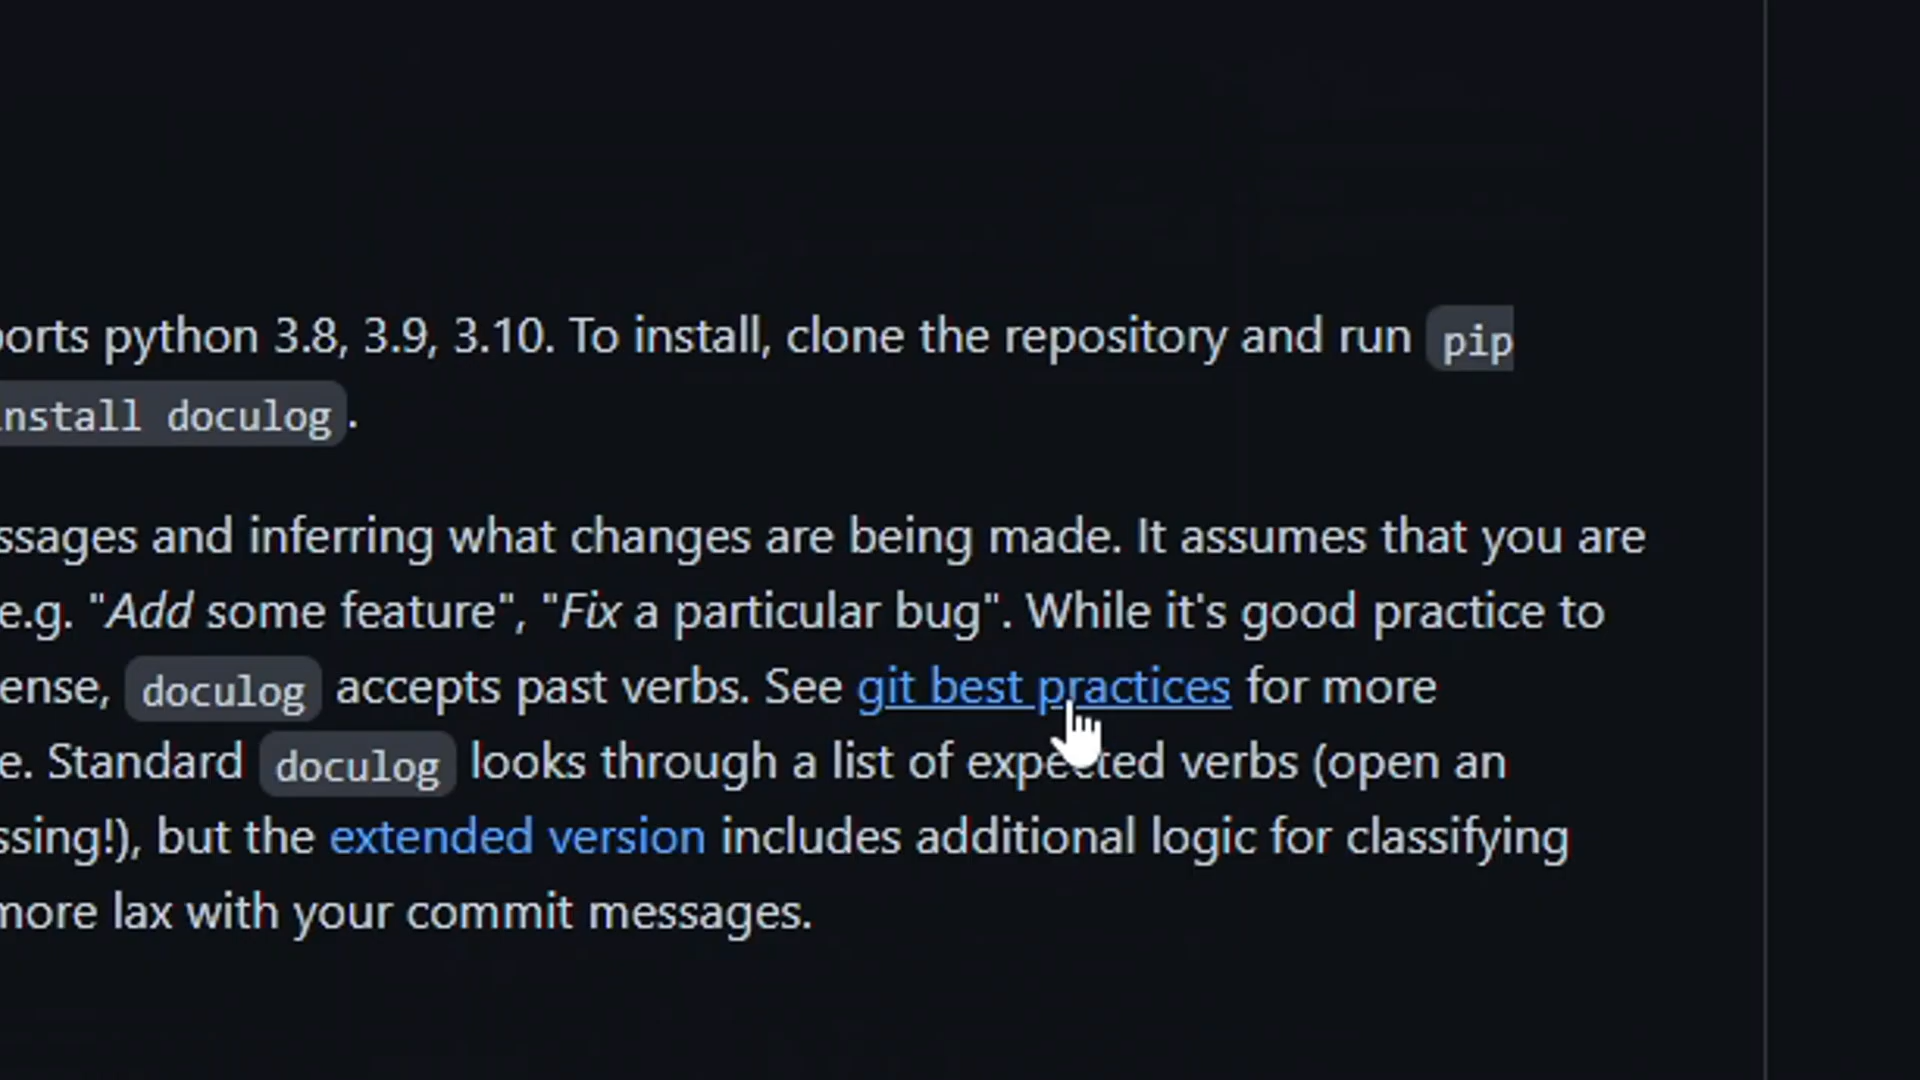 ports python 3.8, 3.9, 3.10. To install, clone the repository and run pip
install doculog.
ssages and inferring what changes are being made. It assumes that you are
e.g. "Add some feature", "Fix a particular bug". While it's good practice to
ense, doculog accepts past verbs. See git best practices for more
e. Standard doculog looks through a list of expected verbs (open an
ssing!), but the extended version includes additional logic for classifying
more lax with your commit messages.